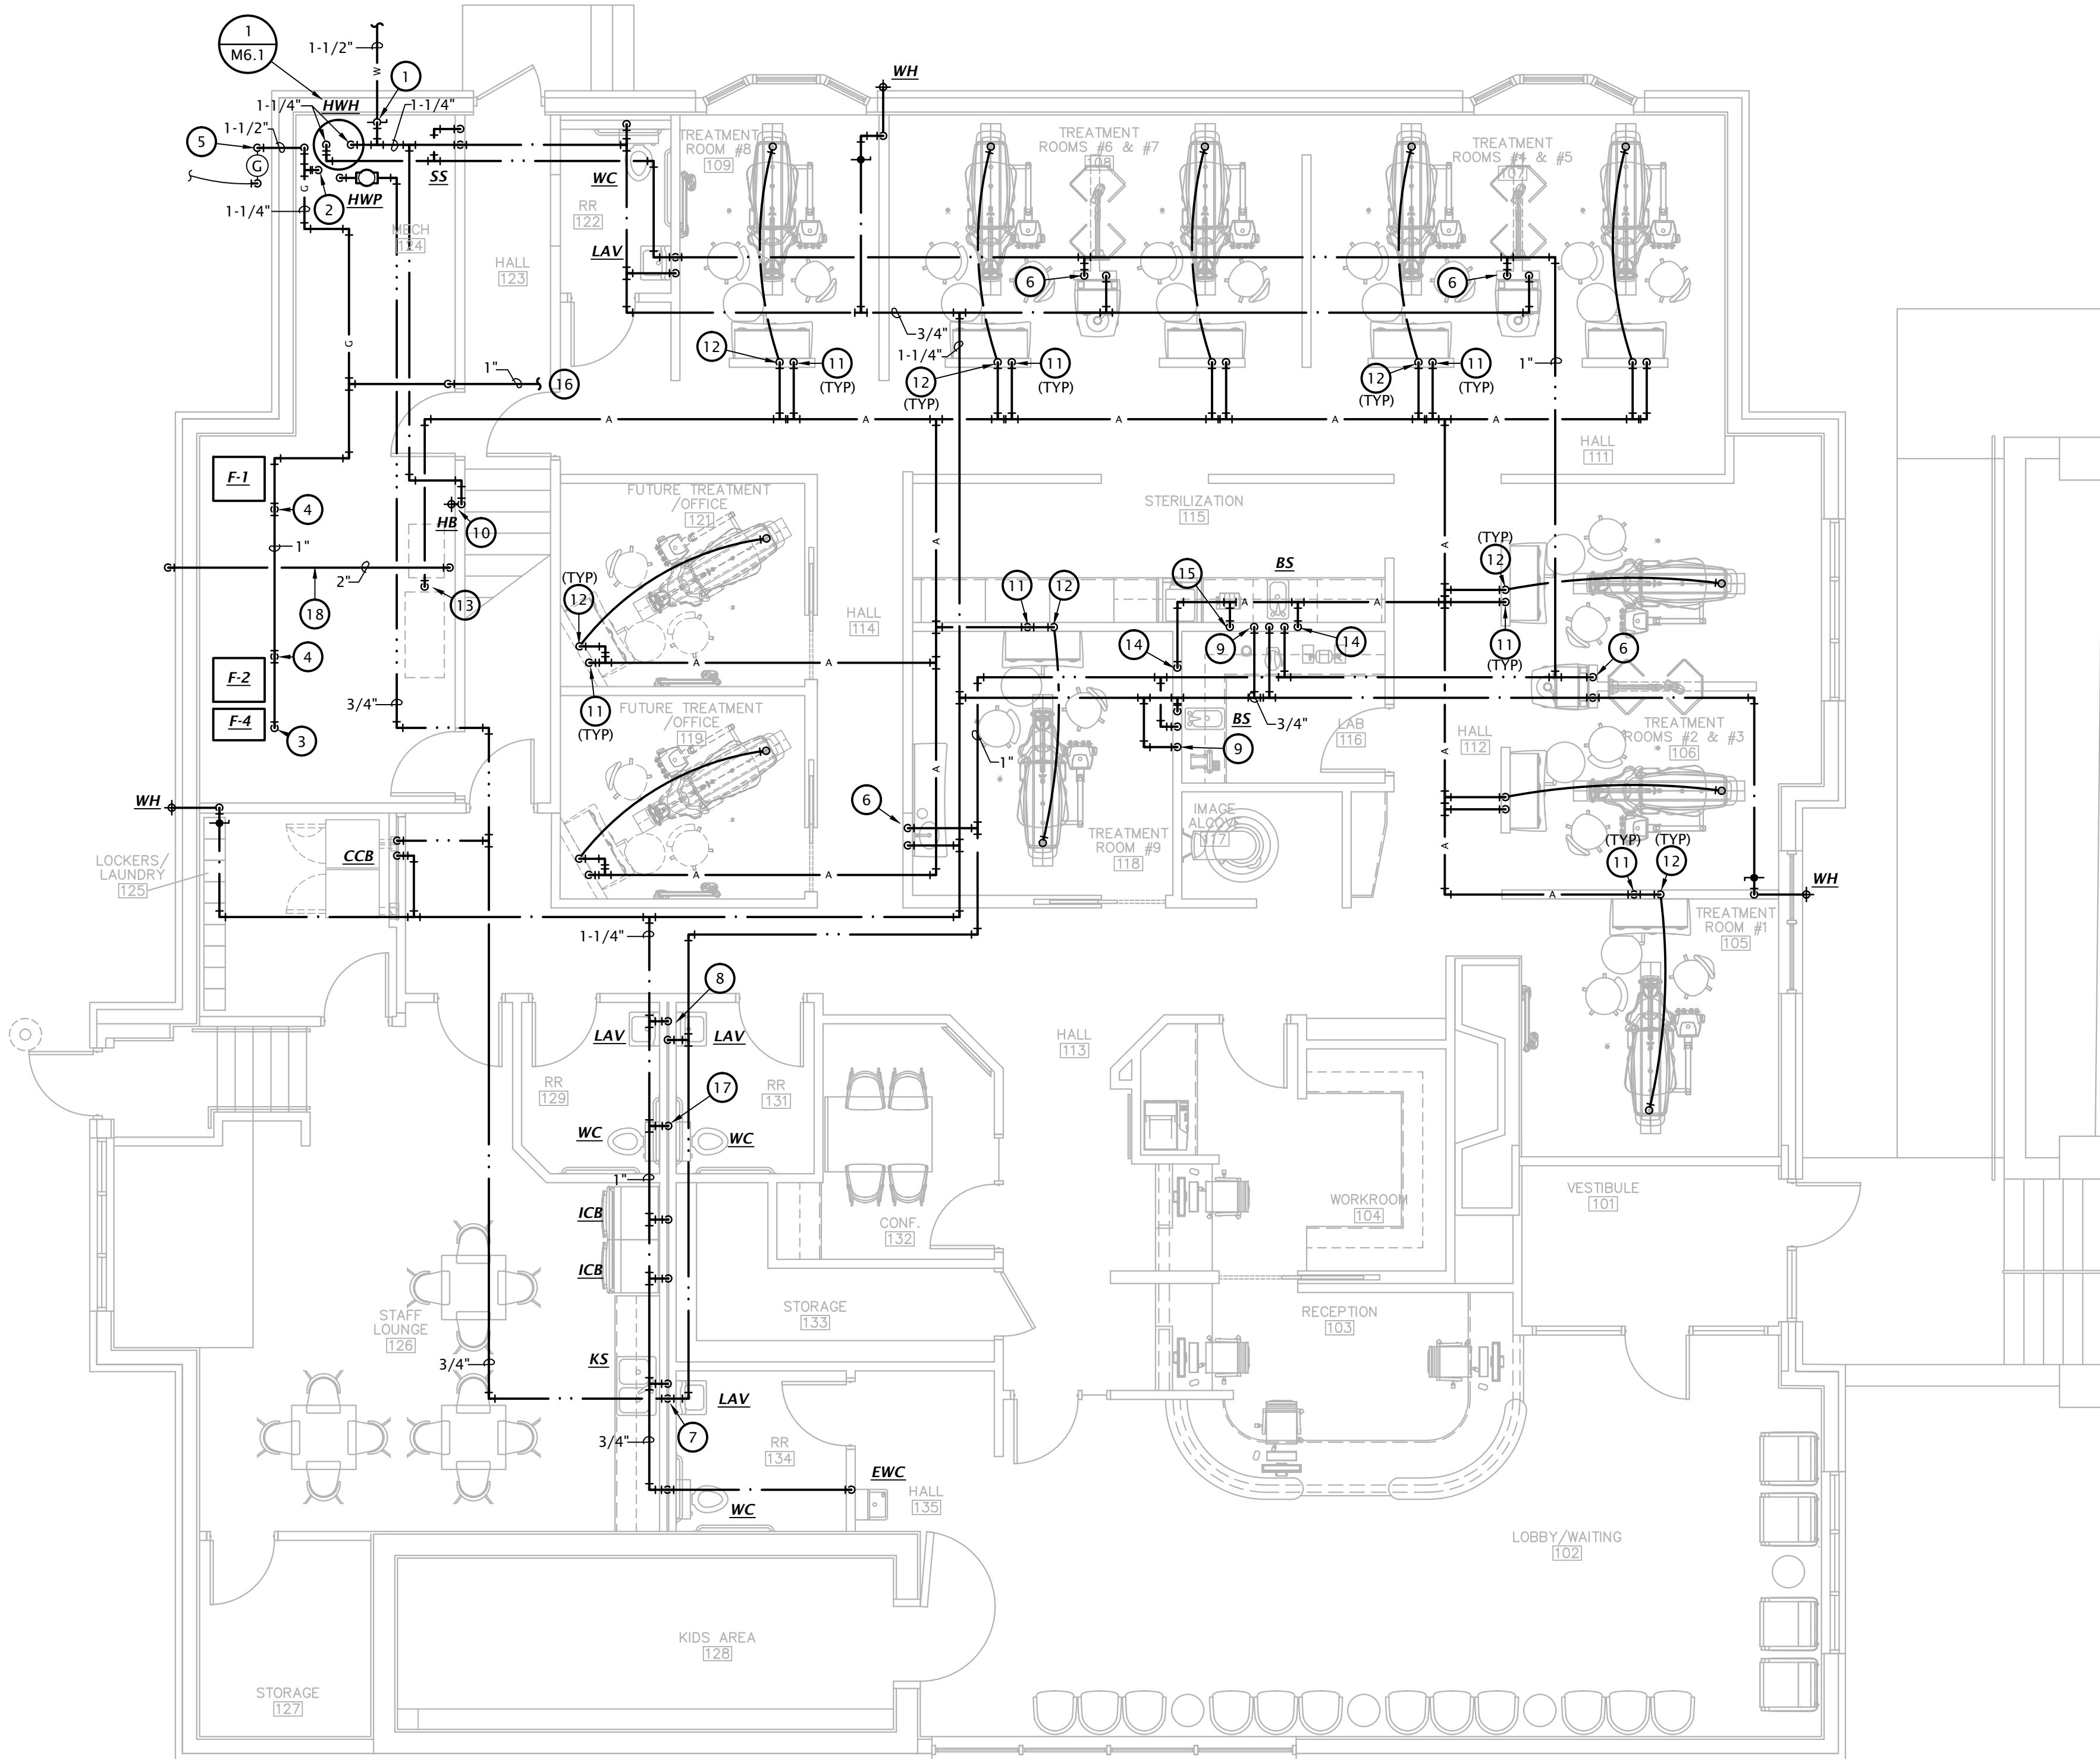 1
M6.1
1-1/2"
W
1
WH
1-1/4"
HWH
1-1/4"
5
1-1/2"
G
G
1-1/4"
2
HWP
SS
WC
LAV
MECH
124
HALL
123
RR
122
TREATMENT
ROOM #8
109
TREATMENT
ROOMS #6 & #7
108
TREATMENT
ROOMS #4 & #5
107
6
6
3/4"
1-1/4"
1"
G
12
11
(TYP)
12
(TYP)
11
(TYP)
12
(TYP)
11
(TYP)
1"
16
A
A
A
A
A
HALL
111
F-1
4
1"
HB
10
2"
18
13
FUTURE TREATMENT
/OFFICE
121
A
STERILIZATION
115
A
(TYP)
12
(TYP)
12
11
12
15
BS
A
A
HALL
114
14
9
14
11
(TYP)
6
4
F-2
F-4
3
3/4"
A
A
11
(TYP)
FUTURE TREATMENT
/OFFICE
119
A
1"
BS
3/4"
9
LAB
116
HALL
112
A
TREATMENT
ROOMS #2 & #3
106
WH
6
TREATMENT
ROOM #9
118
IMAGE
ALCOVE
117
A
(TYP)
11
(TYP)
12
A
WH
LOCKERS/
LAUNDRY
125
CCB
A
A
TREATMENT
ROOM #1
105
1-1/4"
8
LAV
LAV
HALL
113
RR
129
17
RR
131
WC
WC
1"
ICB
ICB
CONF.
132
WORKROOM
104
VESTIBULE
101
STAFF
LOUNGE
126
STORAGE
133
RECEPTION
103
3/4"
KS
LAV
3/4"
7
RR
134
EWC
HALL
135
WC
LOBBY/WAITING
102
KIDS AREA
128
STORAGE
127